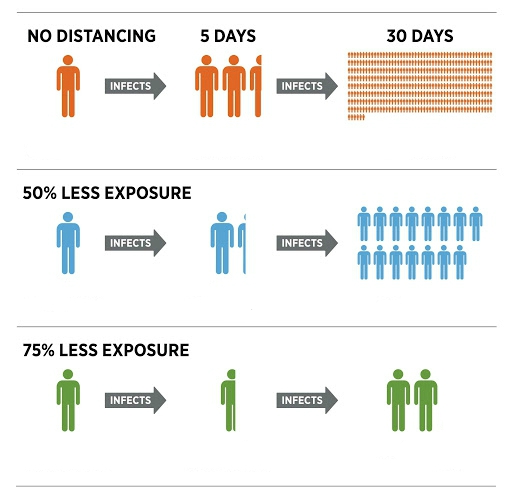 NO DISTANCING 5 DAYS 30 DAYS
INFECTS INFECTS
50% LESS EXPOSURE
INFECTS INFECTS
75% LESS EXPOSURE
INFECTS INFECTS